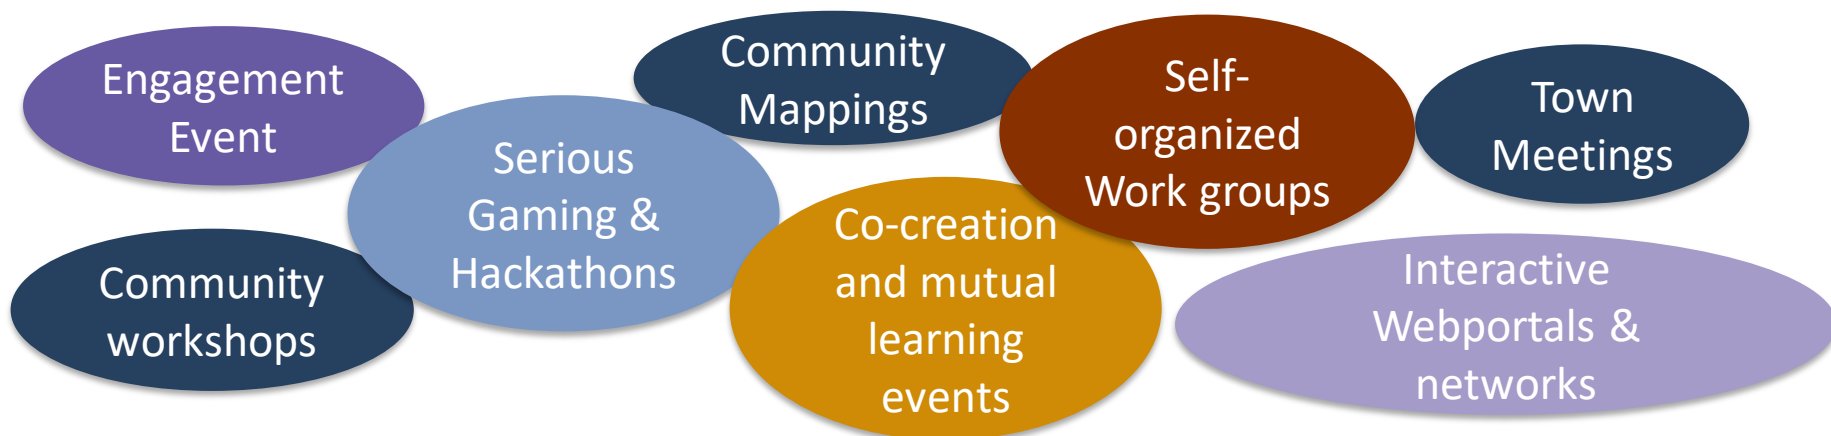 Engagement
Event
Community
Mappings
Self-
organized
Work groups
Town
Meetings
Serious
Gaming &
Hackathons
Community
workshops
Co-creation
and mutual
learning
events
Interactive
Webportals &
networks